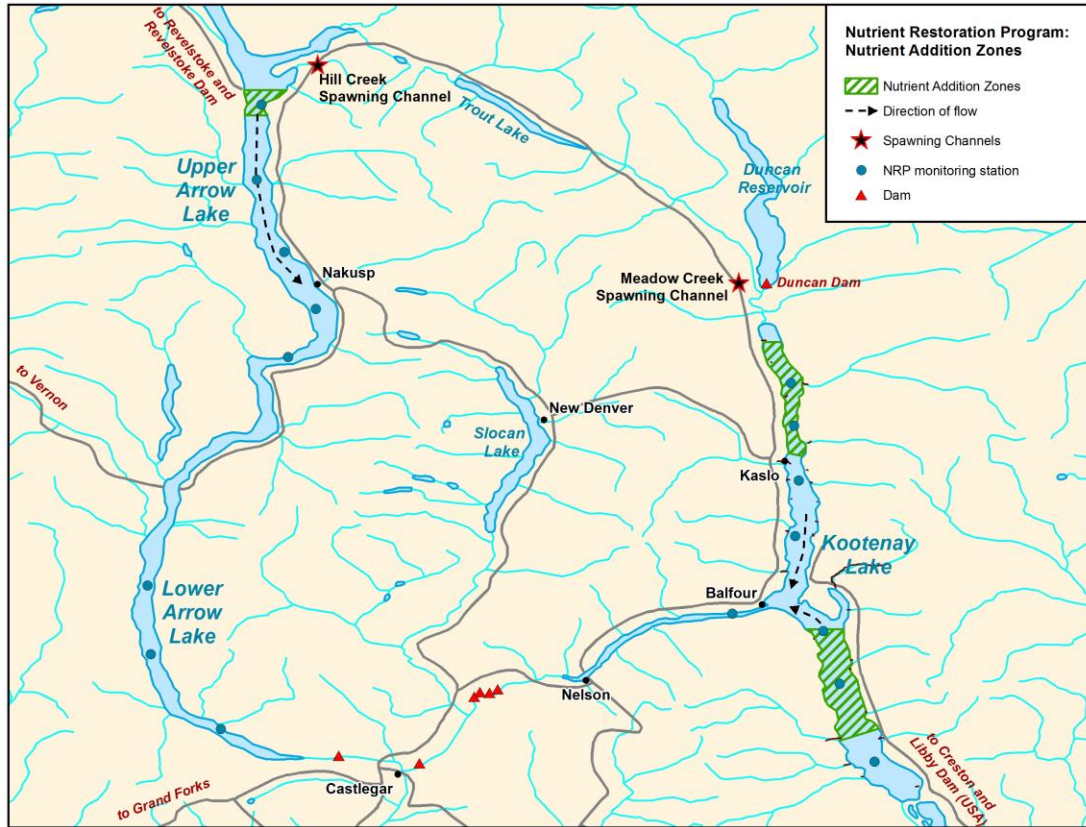 Nutrient Restoration Program:
Nutrient Addition Zones
Nutrient Addition Zones
Direction of flow
Spawning Channels
NRP monitoring station
Dam
to Revelstoke and
Revelstoke Dam
Hill Creek
Spawning Channel
Trout Lake
Upper
Arrow
Lake
Duncan
Reservoir
Nakusp
Meadow Creek
Spawning Channel
Duncan Dam
to Vernon
New Denver
Slocan
Lake
Kaslo
Kootenay
Lake
Balfour
Lower
Arrow
Lake
Nelson
to Creston and
Libby Dam (USA)
Castlegar
to Grand Forks